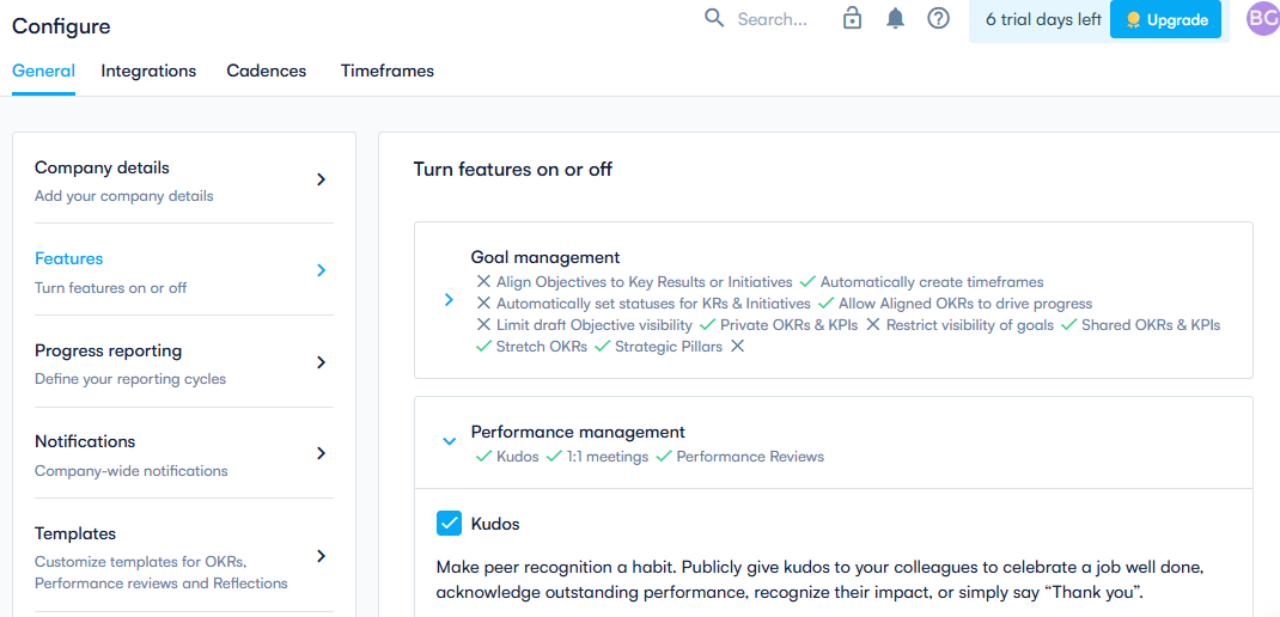 Configure
Search...
6 trial days left
Upgrade
BG
General Integrations Cadences Timeframes
Company details
Add your company details
Features
Turn features on or off
Progress reporting
Define your reporting cycles
Notifications
Company-wide notifications
Templates
Customize templates for OKRs,
Performance reviews and Reflections
Turn features on or off
Goal management
Align Objectives to Key Results or Initiatives Automatically create timeframes
Automatically set statuses for KRs & Initiatives Allow Aligned OKRs to drive progress
Limit draft Objective visibility Private OKRs & KPIs Restrict visibility of goals Shared OKRs & KPIs
Stretch OKRs Strategic Pillars
Performance management
Kudos 1:1 meetings Performance Reviews
Kudos
Make peer recognition a habit. Publicly give kudos to your colleagues to celebrate a job well done,
acknowledge outstanding performance, recognize their impact, or simply say “Thank you”.